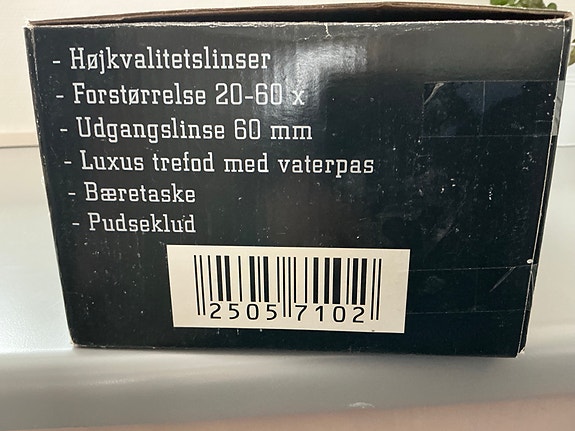 - Højkvalitetslinser
- Forstørrelse 20-60 x
- Udgangslinse 60 mm
- Luxus trefod med vaterpas
- Bæretaske
- Pudseklud
2505 7102